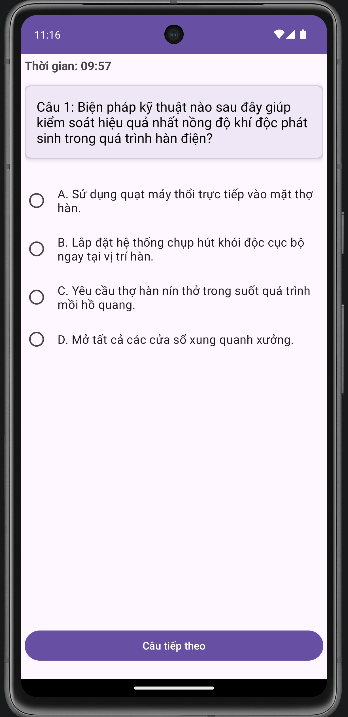 11:16
Thời gian: 09:57
Câu 1: Biện pháp kỹ thuật nào sau đây giúp
kiểm soát hiệu quả nhất nồng độ khí độc phát
sinh trong quá trình hàn điện?
A. Sử dụng quạt máy thổi trực tiếp vào mặt thợ
hàn.
B. Lắp đặt hệ thống chụp hút khói độc cục bộ
ngay tại vị trí hàn.
C. Yêu cầu thợ hàn nín thở trong suốt quá trình
mồi hồ quang.
D. Mở tất cả các cửa sổ xung quanh xưởng.
Câu tiếp theo